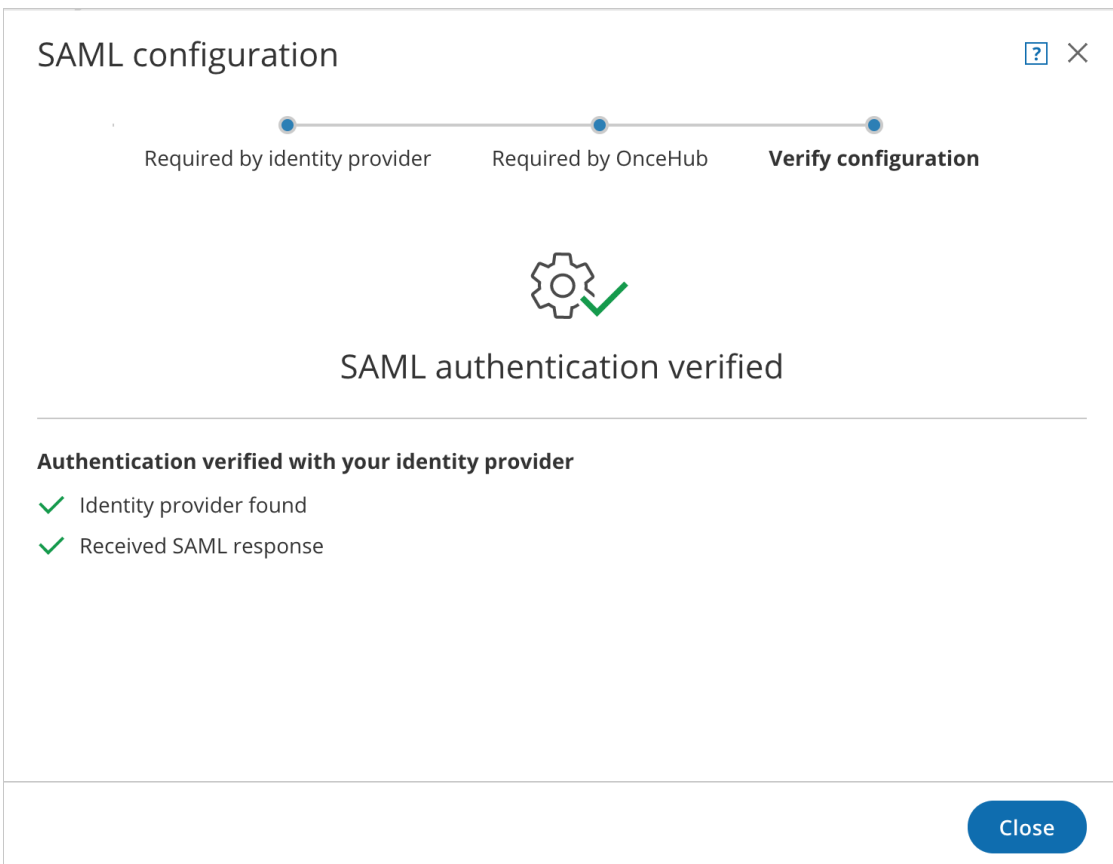 SAML configuration
?
Required by identity provider
Required by OnceHub
Verify configuration
SAML authentication verified
Authentication verified with your identity provider
Identity provider found
Received SAML response
Close